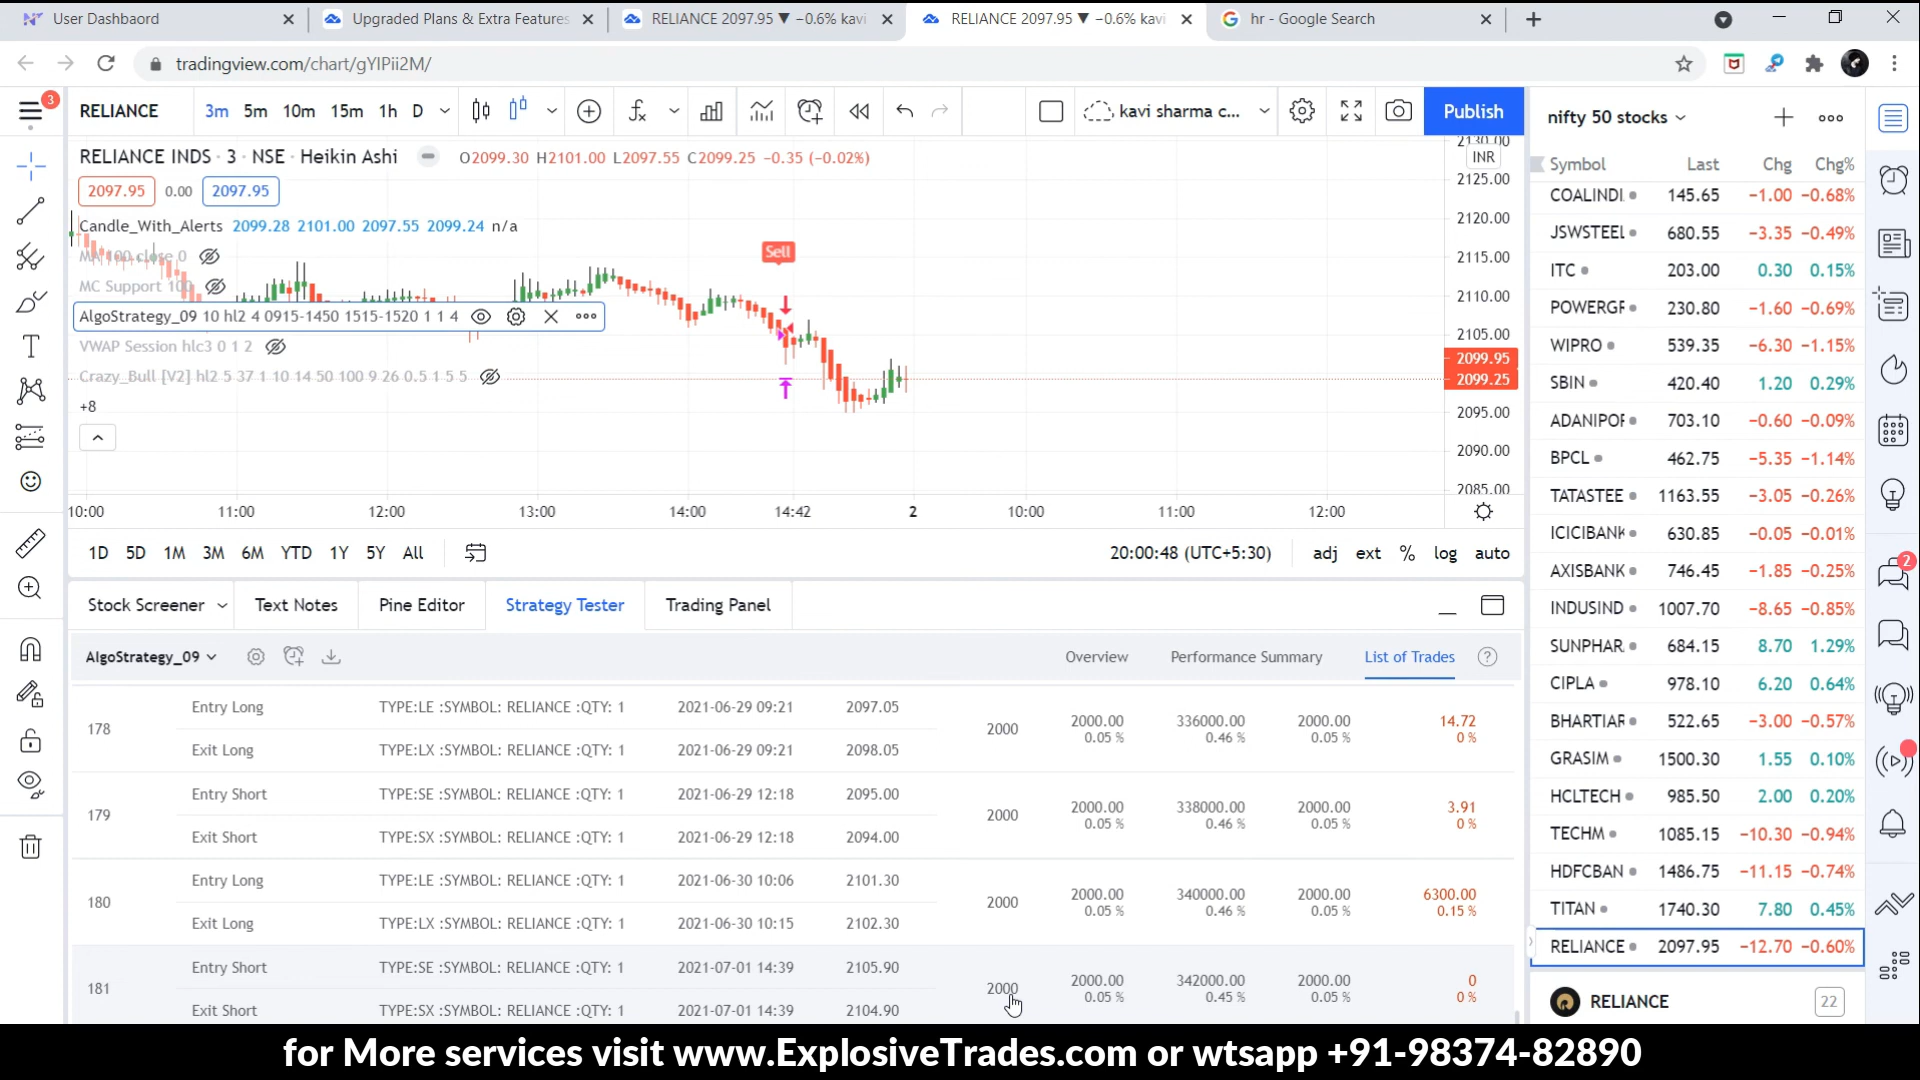 User Dashbaord
Upgraded Plans & Extra Features
RELIANCE 2097.95 ▼ −0.6% kavi
RELIANCE 2097.95 ▼ −0.6% kavi
hr - Google Search
tradingview.com/chart/gYIPii2M/
3
RELIANCE
3m 5m 10m 15m 1h D
kavi sharma c...
Publish
RELIANCE INDS · 3 · NSE · Heikin Ashi
O2099.30 H2101.00 L2097.55 C2099.25 −0.35 (−0.02%)
2097.95 0.00 2097.95
Candle_With_Alerts 2099.28 2101.00 2097.55 2099.24 n/a
MA 100 close 0
MC Support 100
AlgoStrategy_09 10 hl2 4 0915-1450 1515-1520 1 1 4
VWAP Session hlc3 0 1 2
Crazy_Bull [V2] hl2 5 37 1 10 14 50 100 9 26 0.5 1 5 5
+8
Sell
2130.00
INR
2125.00
2120.00
2115.00
2110.00
2105.00
2099.95
2099.25
2095.00
2090.00
2085.00
10:00 11:00 12:00 13:00 14:00 14:42 2 10:00 11:00 12:00
1D 5D 1M 3M 6M YTD 1Y 5Y All
20:00:48 (UTC+5:30) adj ext % log auto
Stock Screener Text Notes Pine Editor Strategy Tester Trading Panel
AlgoStrategy_09
Overview Performance Summary List of Trades ?
178
Entry Long TYPE:LE :SYMBOL: RELIANCE :QTY: 1 2021-06-29 09:21 2097.05
Exit Long TYPE:LX :SYMBOL: RELIANCE :QTY: 1 2021-06-29 09:21 2098.05
2000 2000.00 336000.00 2000.00 14.72
0.05 % 0.46 % 0.05 % 0 %
179
Entry Short TYPE:SE :SYMBOL: RELIANCE :QTY: 1 2021-06-29 12:18 2095.00
Exit Short TYPE:SX :SYMBOL: RELIANCE :QTY: 1 2021-06-29 12:18 2094.00
2000 2000.00 338000.00 2000.00 3.91
0.05 % 0.46 % 0.05 % 0 %
180
Entry Long TYPE:LE :SYMBOL: RELIANCE :QTY: 1 2021-06-30 10:06 2101.30
Exit Long TYPE:LX :SYMBOL: RELIANCE :QTY: 1 2021-06-30 10:15 2102.30
2000 2000.00 340000.00 2000.00 6300.00
0.05 % 0.46 % 0.05 % 0.15 %
181
Entry Short TYPE:SE :SYMBOL: RELIANCE :QTY: 1 2021-07-01 14:39 2105.90
Exit Short TYPE:SX :SYMBOL: RELIANCE :QTY: 1 2021-07-01 14:39 2104.90
2000 2000.00 342000.00 2000.00 0
0.05 % 0.45 % 0.05 % 0 %
nifty 50 stocks
Symbol Last Chg Chg%
COALINDI 145.65 −1.00 −0.68%
JSWSTEEL 680.55 −3.35 −0.49%
ITC 203.00 0.30 0.15%
POWERGF 230.80 −1.60 −0.69%
WIPRO 539.35 −6.30 −1.15%
SBIN 420.40 1.20 0.29%
ADANIPOF 703.10 −0.60 −0.09%
BPCL 462.75 −5.35 −1.14%
TATASTEE 1163.55 −3.05 −0.26%
ICICIBANK 630.85 −0.05 −0.01%
AXISBANK 746.45 −1.85 −0.25%
INDUSIND 1007.70 −8.65 −0.85%
SUNPHAR 684.15 8.70 1.29%
CIPLA 978.10 6.20 0.64%
BHARTIAF 522.65 −3.00 −0.57%
GRASIM 1500.30 1.55 0.10%
HCLTECH 985.50 2.00 0.20%
TECHM 1085.15 −10.30 −0.94%
HDFCBAN 1486.75 −11.15 −0.74%
TITAN 1740.30 7.80 0.45%
RELIANCE 2097.95 −12.70 −0.60%
RELIANCE 22
2
for More services visit www.ExplosiveTrades.com or wtsapp +91-98374-82890